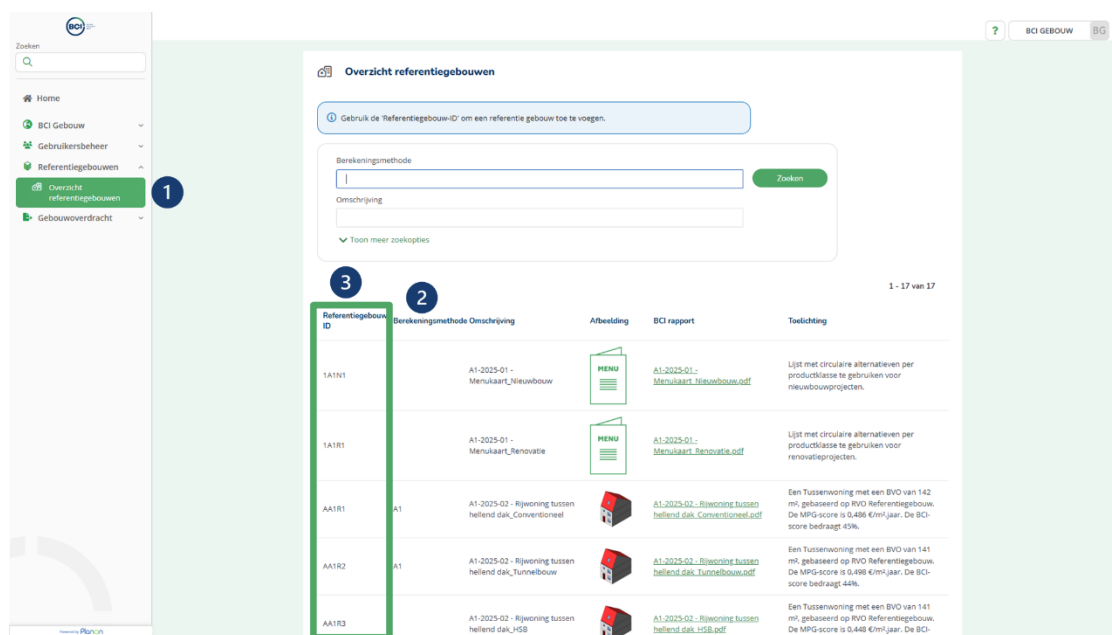 BCI
?
BCI GEBOUW
BG
Zoeken
Home
BCI Gebouw
Gebruikersbeheer
Referentiegebouwen
Overzicht
referentiegebouwen
1
Gebouwoverdracht
Powered by Planon
Overzicht referentiegebouwen
Gebruik de 'Referentiegebouw-ID' om een referentie gebouw toe te voegen.
Berekeningsmethode
Zoeken
Omschrijving
Toon meer zoekopties
3
2
1 - 17 van 17
Referentiegebouw
ID
Berekeningsmethode Omschrijving
Afbeelding
BCI rapport
Toelichting
1A1N1
A1-2025-01 -
Menukaart_Nieuwbouw
MENU
A1-2025-01 -
Menukaart_Nieuwbouw.pdf
Lijst met circulaire alternatieven per
productklasse te gebruiken voor
nieuwbouwprojecten.
1A1R1
A1-2025-01 -
Menukaart_Renovatie
MENU
A1-2025-01 -
Menukaart_Renovatie.pdf
Lijst met circulaire alternatieven per
productklasse te gebruiken voor
renovatieprojecten.
AA1R1
A1
A1-2025-02 - Rijwoning tussen
hellend dak_Conventioneel
A1-2025-02 - Rijwoning tussen
hellend dak_Conventioneel.pdf
Een Tussenwoning met een BVO van 142
m², gebaseerd op RVO Referentiegebouw.
De MPG-score is 0,486 €/m².jaar. De BCI-
score bedraagt 45%.
AA1R2
A1
A1-2025-02 - Rijwoning tussen
hellend dak_Tunnelbouw
A1-2025-02 - Rijwoning tussen
hellend dak_Tunnelbouw.pdf
Een Tussenwoning met een BVO van 141
m², gebaseerd op RVO Referentiegebouw.
De MPG-score is 0,498 €/m².jaar. De BCI-
score bedraagt 44%.
AA1R3
A1-2025-02 - Rijwoning tussen
hellend dak_HSB
A1-2025-02 - Rijwoning tussen
hellend dak_HSB.pdf
Een Tussenwoning met een BVO van 141
m², gebaseerd op RVO Referentiegebouw.
De MPG-score is 0,448 €/m².jaar. De BCI-